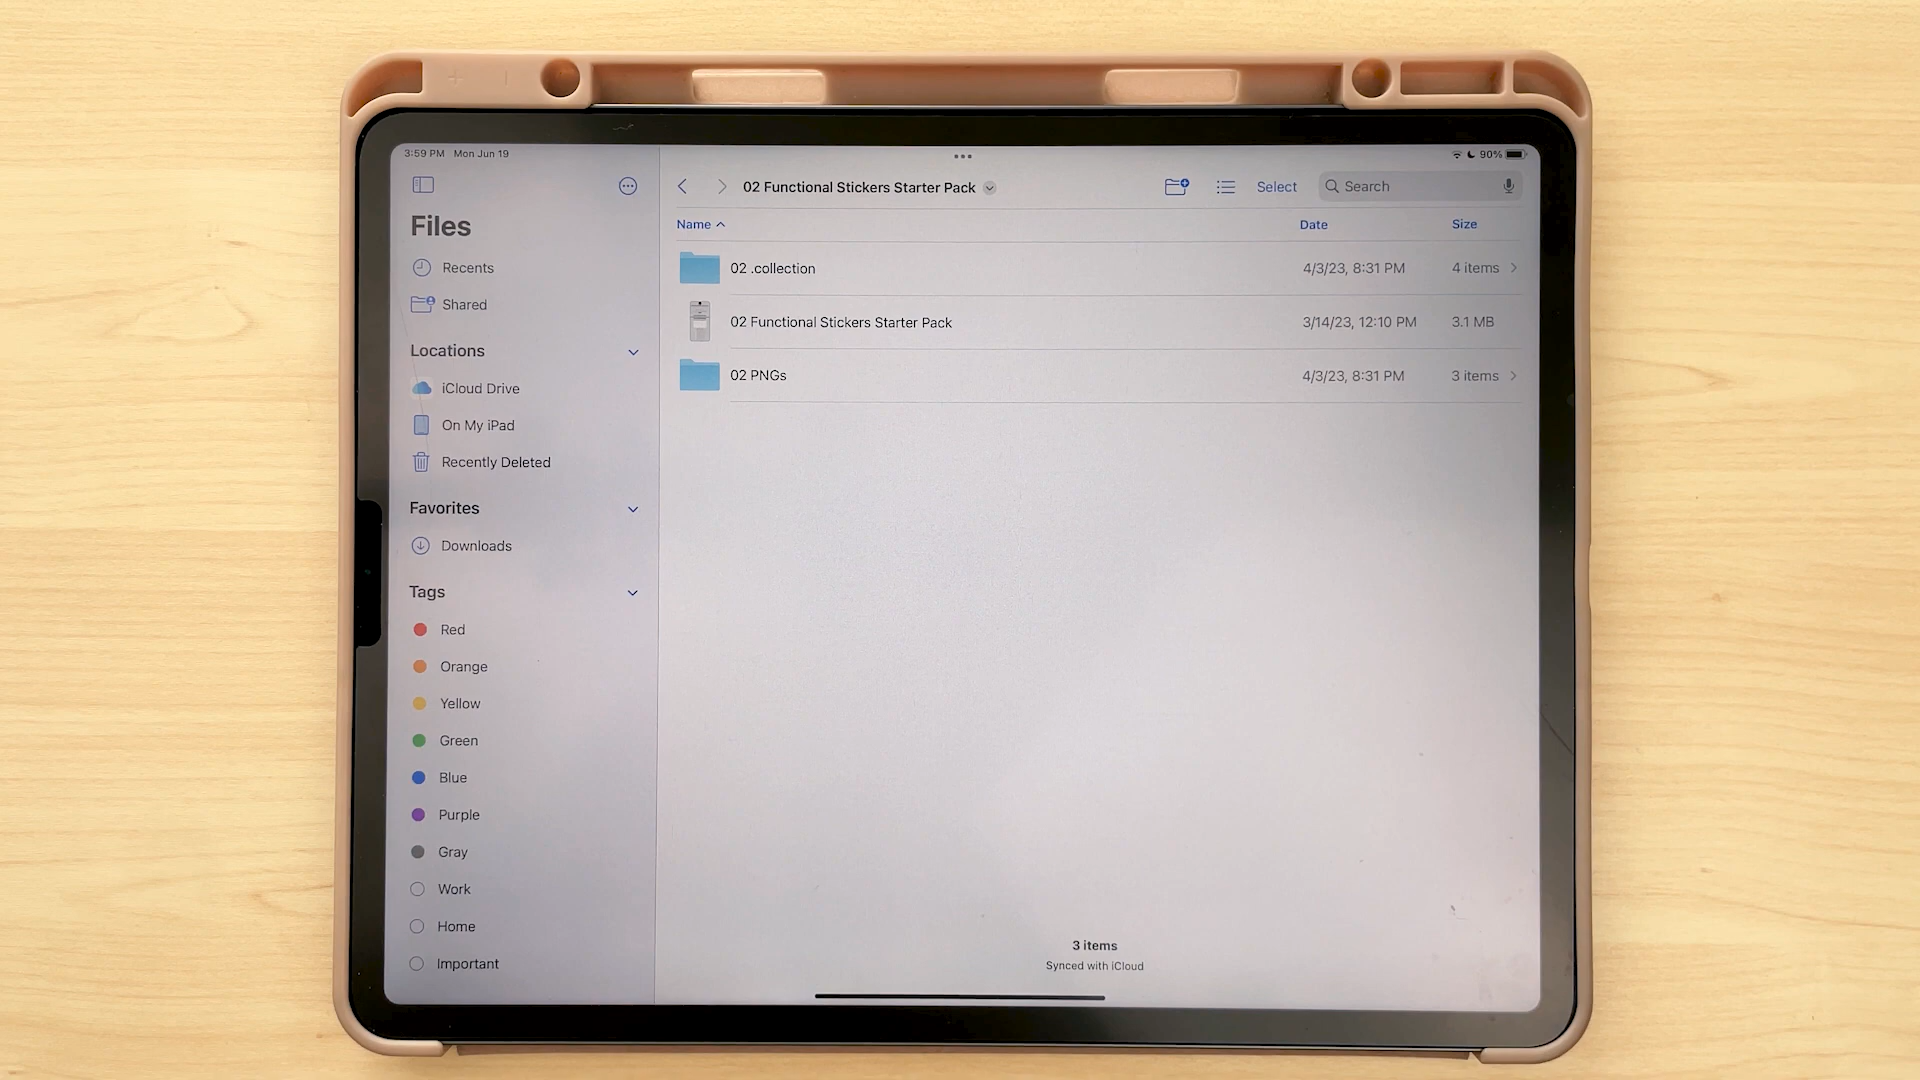 3:59 PM Mon Jun 19
90%
Files
Recents
Shared
Locations
iCloud Drive
On My iPad
Recently Deleted
Favorites
Downloads
Tags
Red
Orange
Yellow
Green
Blue
Purple
Gray
Work
Home
Important
02 Functional Stickers Starter Pack
Select
Search
Name Date Size
02 .collection 4/3/23, 8:31 PM 4 items
02 Functional Stickers Starter Pack 3/14/23, 12:10 PM 3.1 MB
02 PNGs 4/3/23, 8:31 PM 3 items
3 items
Synced with iCloud